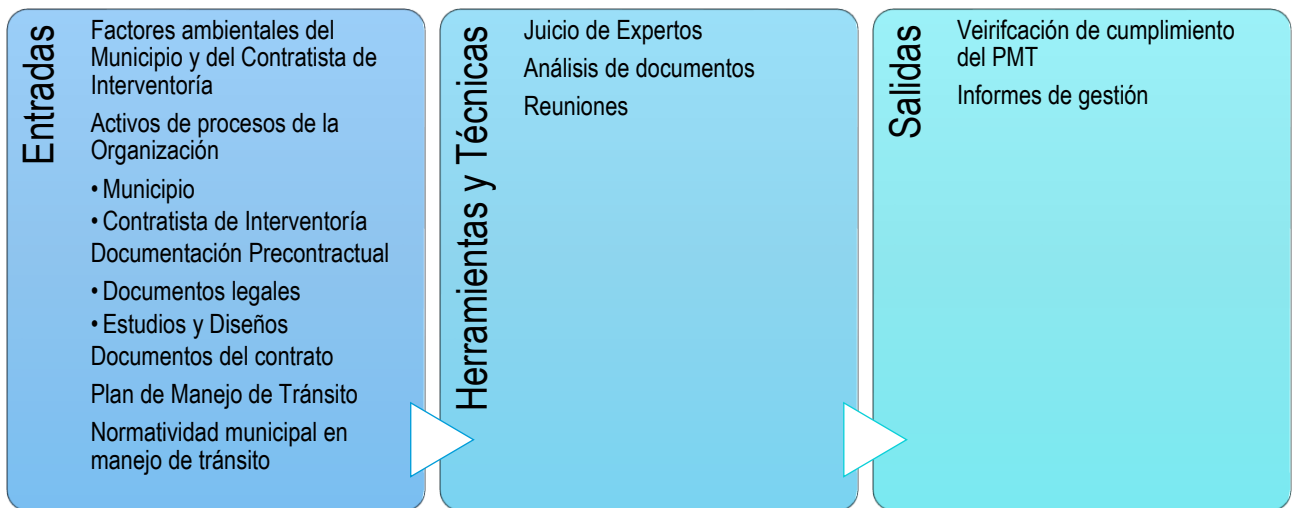 Entradas
Factores ambientales del
Municipio y del Contratista de
Interventoría
Activos de procesos de la
Organización
• Municipio
• Contratista de Interventoría
Documentación Precontractual
• Documentos legales
• Estudios y Diseños
Documentos del contrato
Plan de Manejo de Tránsito
Normatividad municipal en
manejo de tránsito
Herramientas y Técnicas
Juicio de Expertos
Análisis de documentos
Reuniones
Salidas
Veirifcación de cumplimiento
del PMT
Informes de gestión